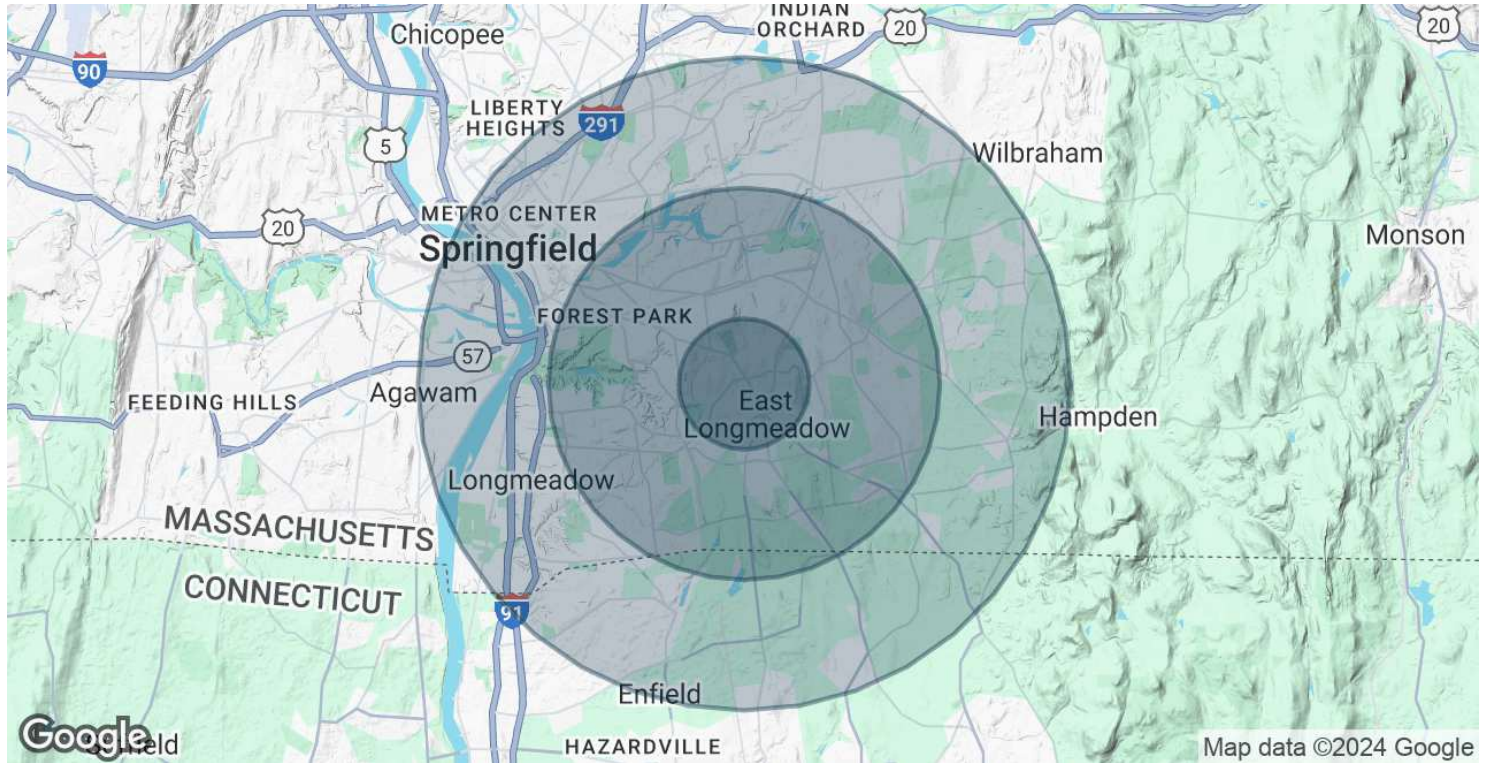 INDIAN
ORCHARD
20
20
Chicopee
90
LIBERTY
HEIGHTS
291
5
Wilbraham
METRO CENTER
20
Springfield
Monson
FOREST PARK
57
Agawam
FEEDING HILLS
East
Longmeadow
Hampden
Longmeadow
MASSACHUSETTS
CONNECTICUT
91
Enfield
Google
HAZARDVILLE
Map data ©2024 Google